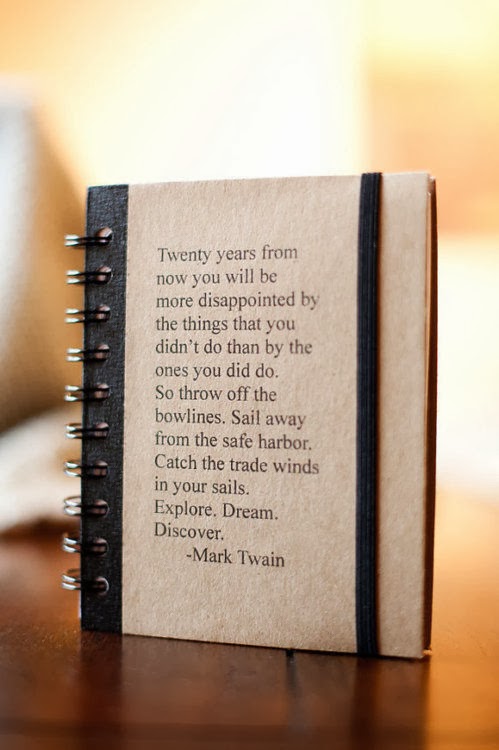 Twenty years from
now you will be
more disappointed by
the things that you
didn't do than by the
ones you did do.
So throw off the
bowlines. Sail away
from the safe harbor.
Catch the trade winds
in your sails.
Explore. Dream.
Discover.
-Mark Twain